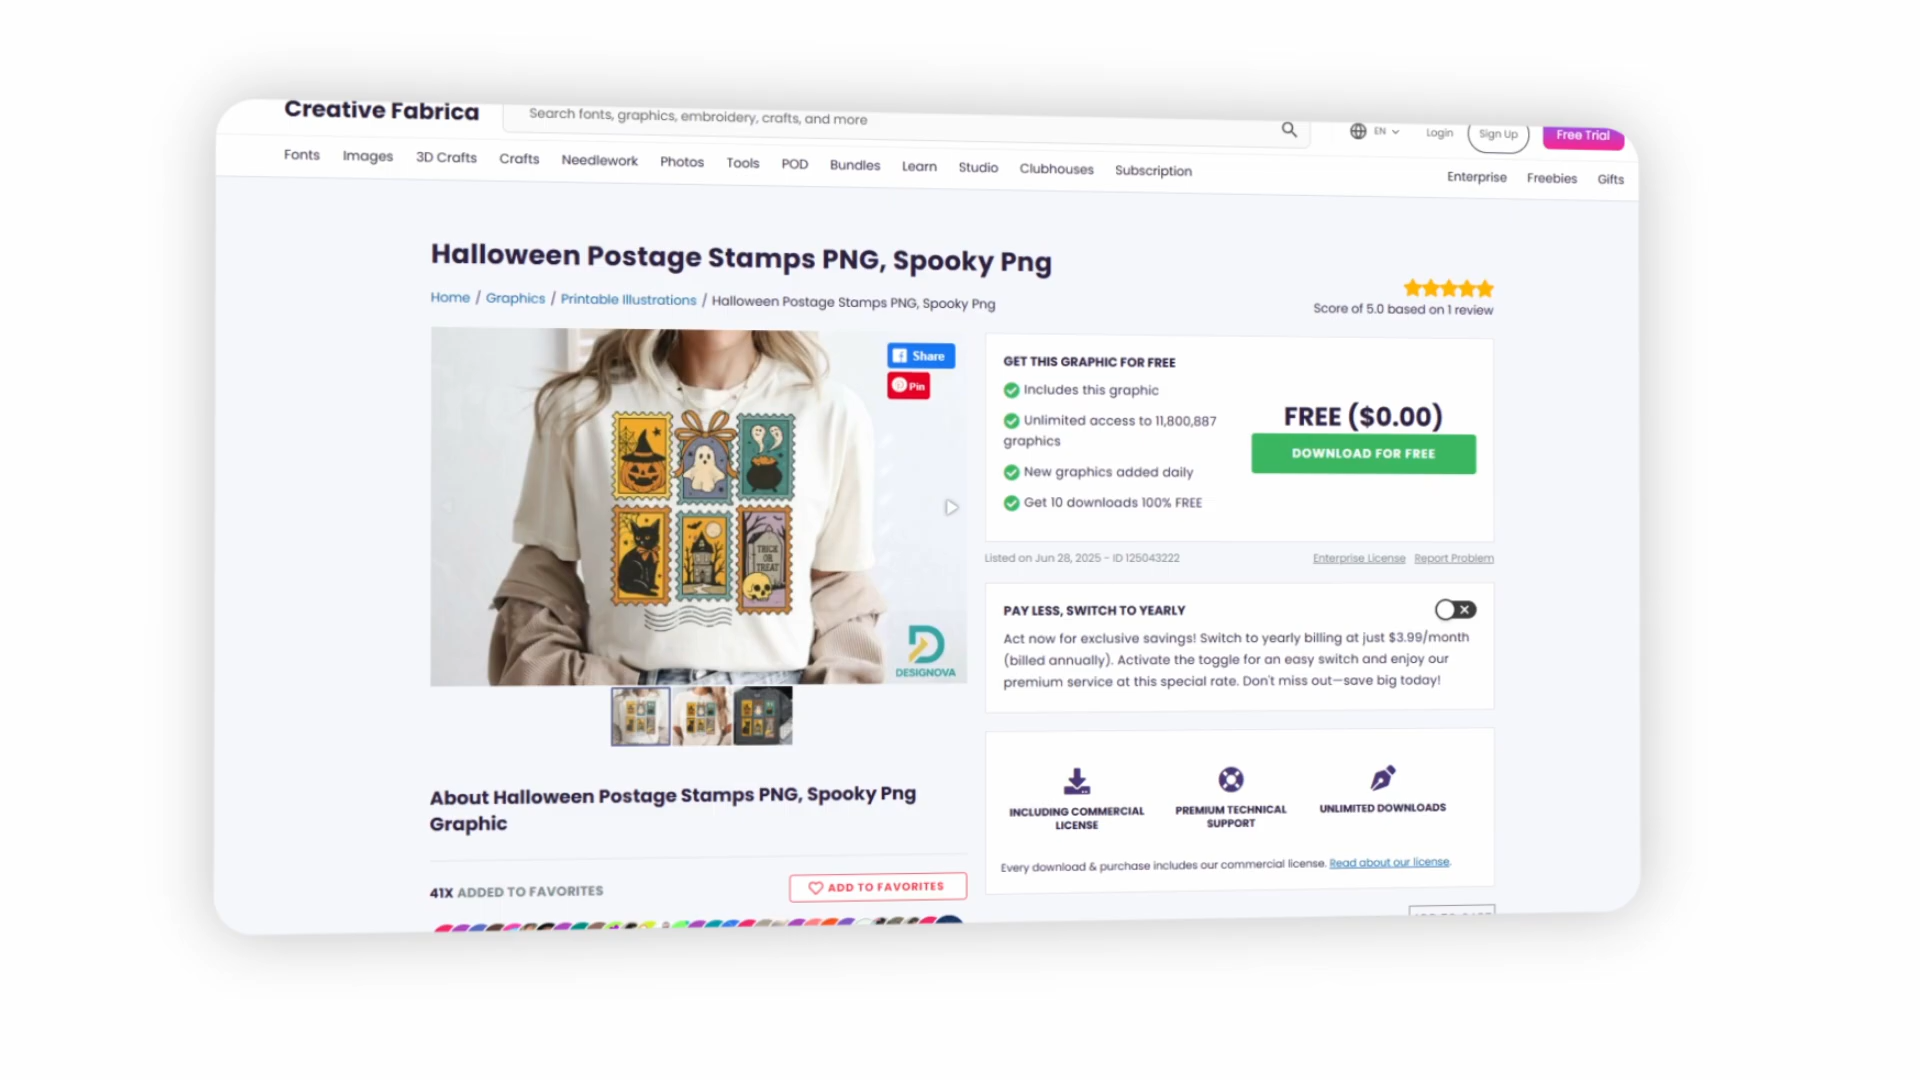 Creative Fabrica
Search fonts, graphics, embroidery, crafts, and more
EN
Login
Sign Up
Free Trial
Fonts Images 3D Crafts Crafts Needlework Photos Tools POD Bundles Learn Studio Clubhouses Subscription
Enterprise Freebies Gifts
Halloween Postage Stamps PNG, Spooky Png
Home / Graphics / Printable Illustrations / Halloween Postage Stamps PNG, Spooky Png
Score of 5.0 based on 1 review
Share
Pin
TRICK
OR
TREAT
DESIGNOVA
GET THIS GRAPHIC FOR FREE
Includes this graphic
Unlimited access to 11,800,887
graphics
New graphics added daily
Get 10 downloads 100% FREE
FREE ($0.00)
DOWNLOAD FOR FREE
Listed on Jun 28, 2025 - ID 125043222
Enterprise License Report Problem
PAY LESS, SWITCH TO YEARLY
Act now for exclusive savings! Switch to yearly billing at just $3.99/month
(billed annually). Activate the toggle for an easy switch and enjoy our
premium service at this special rate. Don't miss out—save big today!
INCLUDING COMMERCIAL
LICENSE
PREMIUM TECHNICAL
SUPPORT
UNLIMITED DOWNLOADS
Every download & purchase includes our commercial license. Read about our license.
About Halloween Postage Stamps PNG, Spooky Png
Graphic
41X ADDED TO FAVORITES
ADD TO FAVORITES